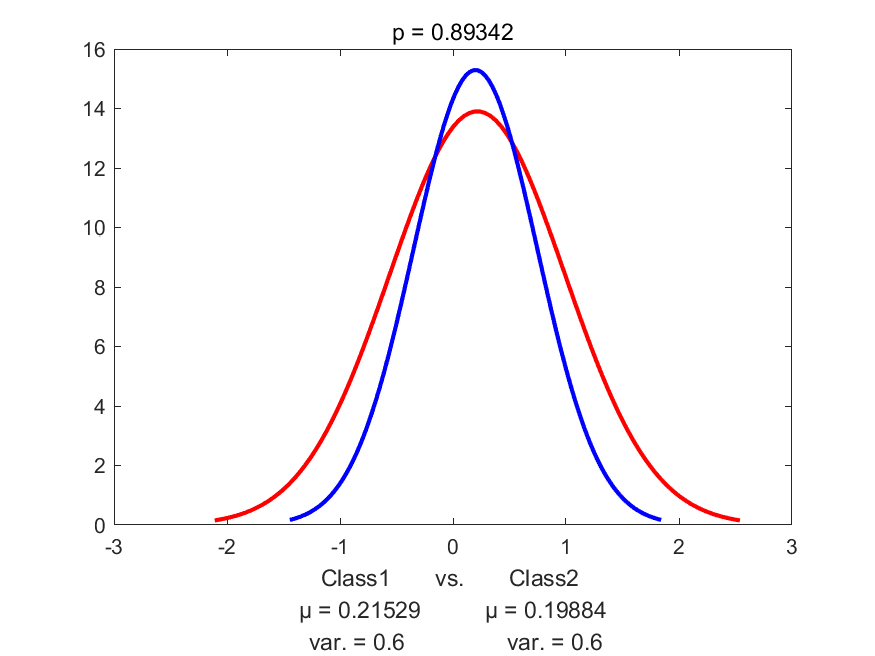 p = 0.89342
16
14
12
10
8
6
4
2
0
-3 -2 -1 0 1 2 3
Class1 vs. Class2
μ = 0.21529 μ = 0.19884
var. = 0.6 var. = 0.6